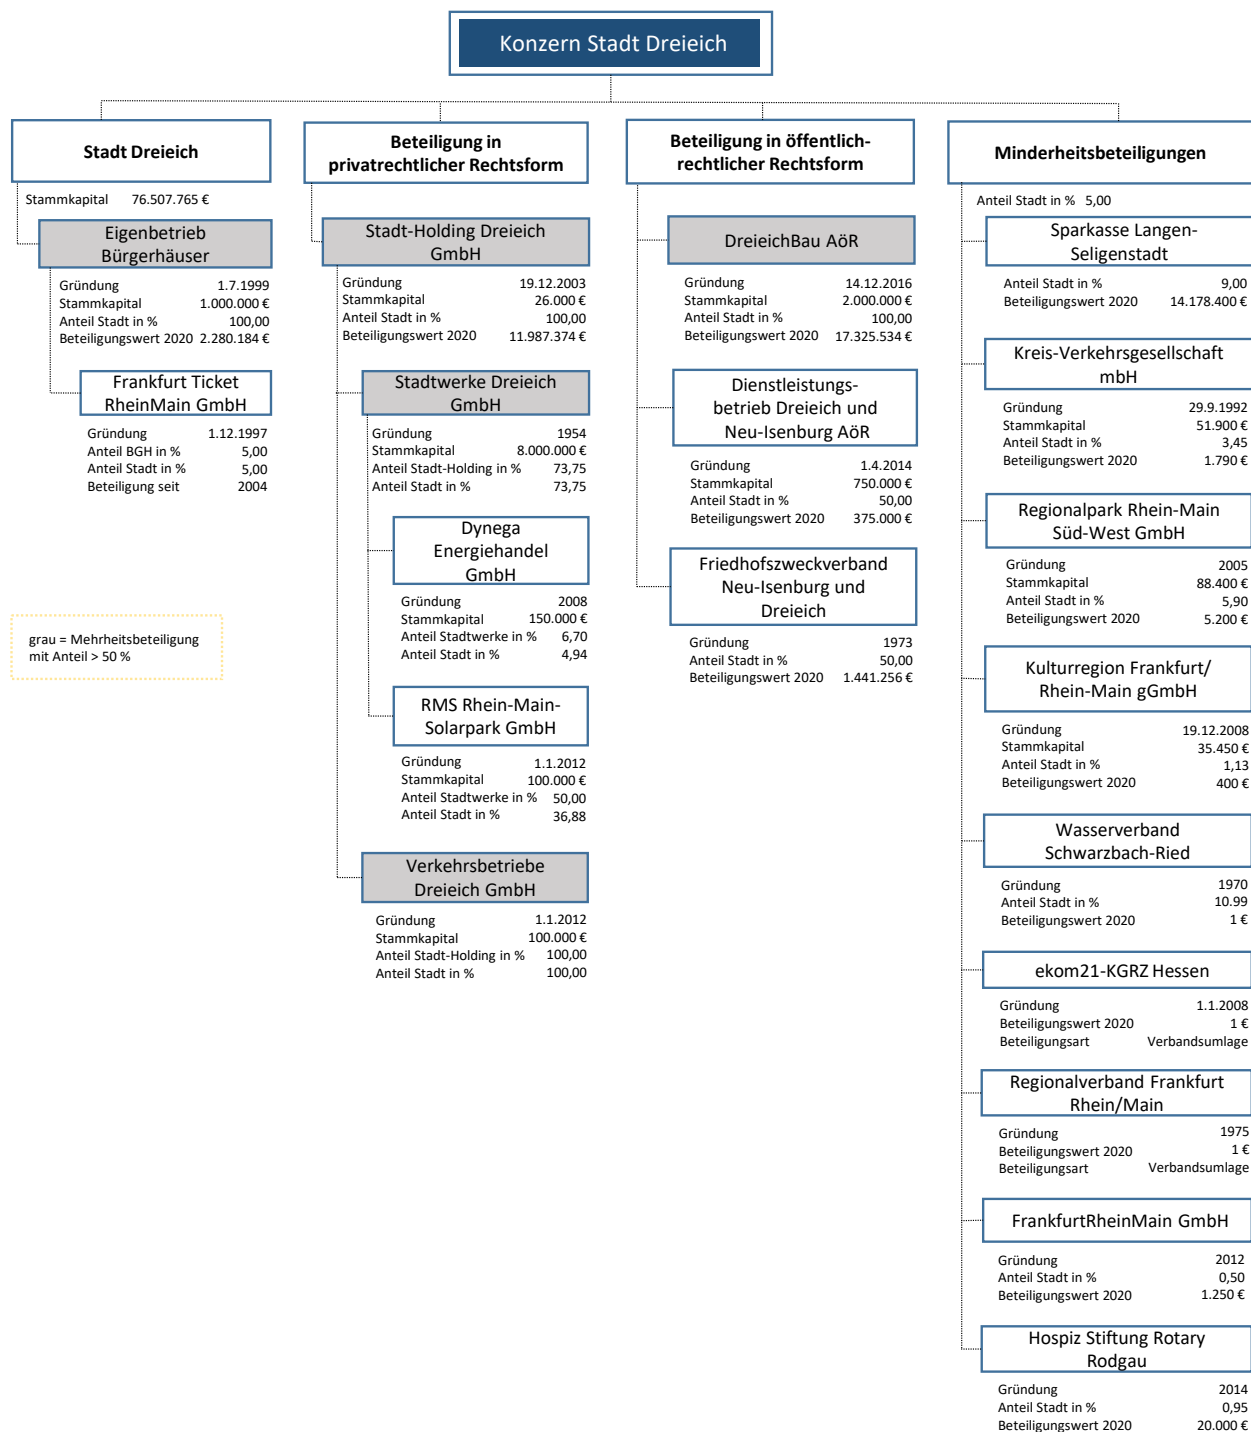 Konzern Stadt Dreieich
Stadt Dreieich
Stammkapital 76.507.765 €
Eigenbetrieb
Bürgerhäuser
Gründung 1.7.1999
Stammkapital 1.000.000 €
Anteil Stadt in % 100,00
Beteiligungswert 2020 2.280.184 €
Frankfurt Ticket
RheinMain GmbH
Gründung 1.12.1997
Anteil BGH in % 5,00
Anteil Stadt in % 5,00
Beteiligung seit 2004
grau = Mehrheitsbeteiligung
mit Anteil > 50 %
Beteiligung in
privatrechtlicher Rechtsform
Stadt-Holding Dreieich
GmbH
Gründung 19.12.2003
Stammkapital 26.000 €
Anteil Stadt in % 100,00
Beteiligungswert 2020 11.987.374 €
Stadtwerke Dreieich
GmbH
Gründung 1954
Stammkapital 8.000.000 €
Anteil Stadt-Holding in % 73,75
Anteil Stadt in % 73,75
Dynega
Energiehandel
GmbH
Gründung 2008
Stammkapital 150.000 €
Anteil Stadtwerke in % 6,70
Anteil Stadt in % 4,94
RMS Rhein-Main-
Solarpark GmbH
Gründung 1.1.2012
Stammkapital 100.000 €
Anteil Stadtwerke in % 50,00
Anteil Stadt in % 36,88
Verkehrsbetriebe
Dreieich GmbH
Gründung 1.1.2012
Stammkapital 100.000 €
Anteil Stadt-Holding in % 100,00
Anteil Stadt in % 100,00
Beteiligung in öffentlich-
rechtlicher Rechtsform
DreieichBau AöR
Gründung 14.12.2016
Stammkapital 2.000.000 €
Anteil Stadt in % 100,00
Beteiligungswert 2020 17.325.534 €
Dienstleistungs-
betrieb Dreieich und
Neu-Isenburg AöR
Gründung 1.4.2014
Stammkapital 750.000 €
Anteil Stadt in % 50,00
Beteiligungswert 2020 375.000 €
Friedhofszweckverband
Neu-Isenburg und
Dreieich
Gründung 1973
Anteil Stadt in % 50,00
Beteiligungswert 2020 1.441.256 €
Minderheitsbeteiligungen
Anteil Stadt in % 5,00
Sparkasse Langen-
Seligenstadt
Anteil Stadt in % 9,00
Beteiligungswert 2020 14.178.400 €
Kreis-Verkehrsgesellschaft
mbH
Gründung 29.9.1992
Stammkapital 51.900 €
Anteil Stadt in % 3,45
Beteiligungswert 2020 1.790 €
Regionalpark Rhein-Main
Süd-West GmbH
Gründung 2005
Stammkapital 88.400 €
Anteil Stadt in % 5,90
Beteiligungswert 2020 5.200 €
Kulturregion Frankfurt/
Rhein-Main gGmbH
Gründung 19.12.2008
Stammkapital 35.450 €
Anteil Stadt in % 1,13
Beteiligungswert 2020 400 €
Wasserverband
Schwarzbach-Ried
Gründung 1970
Anteil Stadt in % 10.99
Beteiligungswert 2020 1 €
ekom21-KGRZ Hessen
Gründung 1.1.2008
Beteiligungswert 2020 1 €
Beteiligungsart Verbandsumlage
Regionalverband Frankfurt
Rhein/Main
Gründung 1975
Beteiligungswert 2020 1 €
Beteiligungsart Verbandsumlage
FrankfurtRheinMain GmbH
Gründung 2012
Anteil Stadt in % 0,50
Beteiligungswert 2020 1.250 €
Hospiz Stiftung Rotary
Rodgau
Gründung 2014
Anteil Stadt in % 0,95
Beteiligungswert 2020 20.000 €